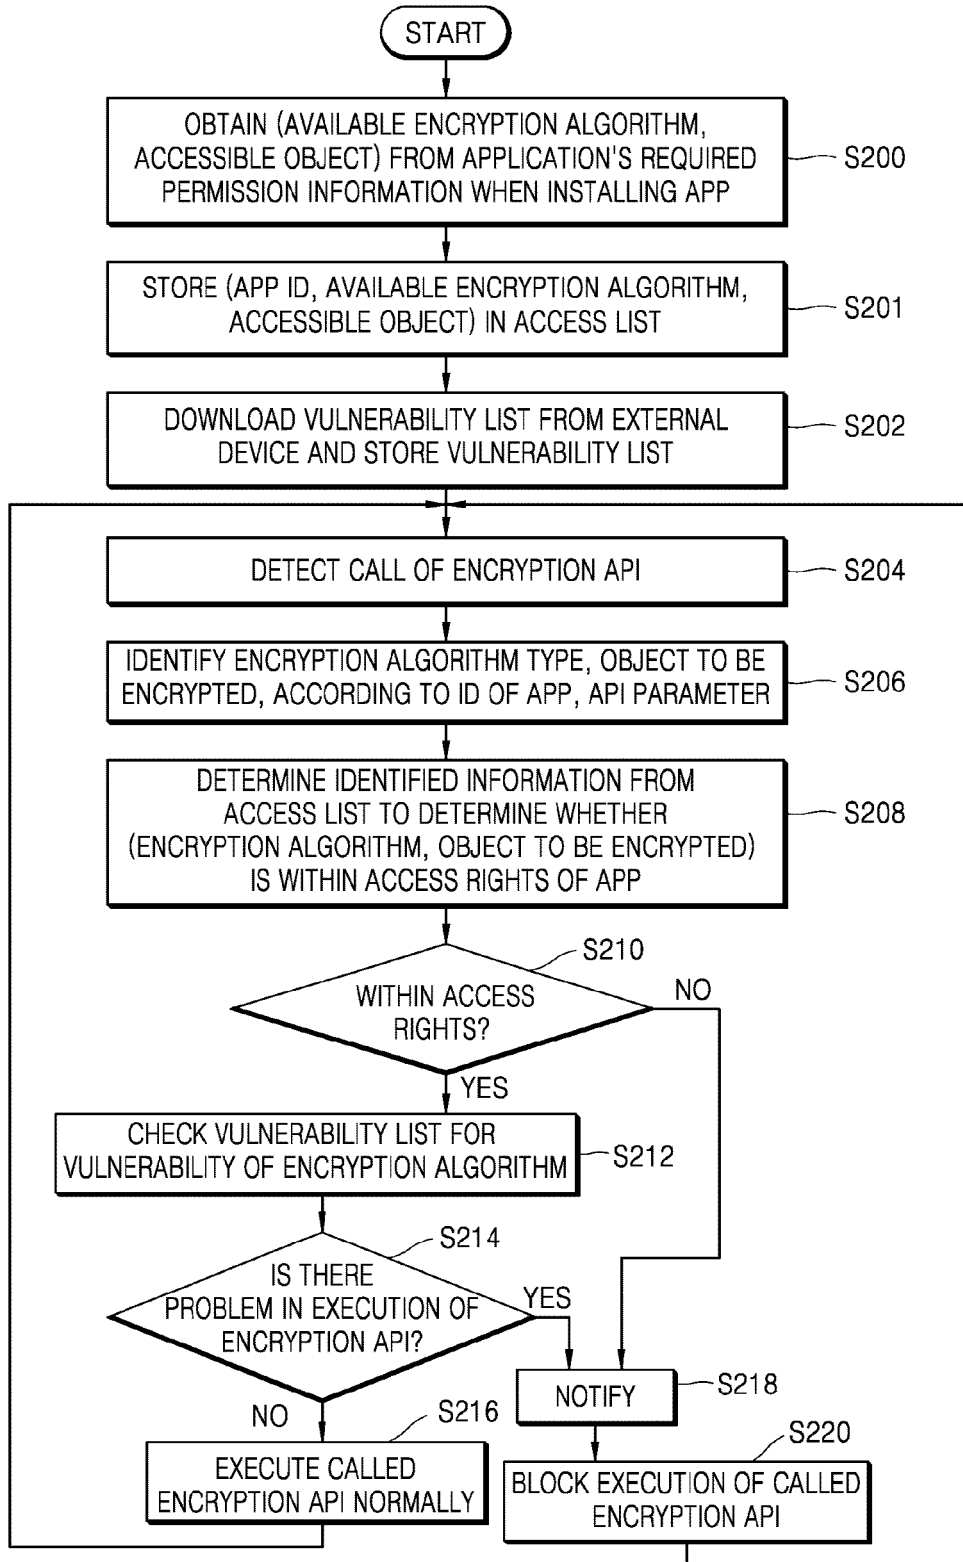 START
OBTAIN (AVAILABLE ENCRYPTION ALGORITHM,
ACCESSIBLE OBJECT) FROM APPLICATION'S REQUIRED
PERMISSION INFORMATION WHEN INSTALLING APP
S200
STORE (APP ID, AVAILABLE ENCRYPTION ALGORITHM,
ACCESSIBLE OBJECT) IN ACCESS LIST
S201
DOWNLOAD VULNERABILITY LIST FROM EXTERNAL
DEVICE AND STORE VULNERABILITY LIST
S202
DETECT CALL OF ENCRYPTION API
S204
IDENTIFY ENCRYPTION ALGORITHM TYPE, OBJECT TO BE
ENCRYPTED, ACCORDING TO ID OF APP, API PARAMETER
S206
DETERMINE IDENTIFIED INFORMATION FROM
ACCESS LIST TO DETERMINE WHETHER
(ENCRYPTION ALGORITHM, OBJECT TO BE ENCRYPTED)
IS WITHIN ACCESS RIGHTS OF APP
S208
S210
WITHIN ACCESS
RIGHTS?
NO
YES
CHECK VULNERABILITY LIST FOR
VULNERABILITY OF ENCRYPTION ALGORITHM
S212
S214
IS THERE
PROBLEM IN EXECUTION OF
ENCRYPTION API?
YES
NO
NOTIFY
S218
S216
EXECUTE CALLED
ENCRYPTION API NORMALLY
S220
BLOCK EXECUTION OF CALLED
ENCRYPTION API